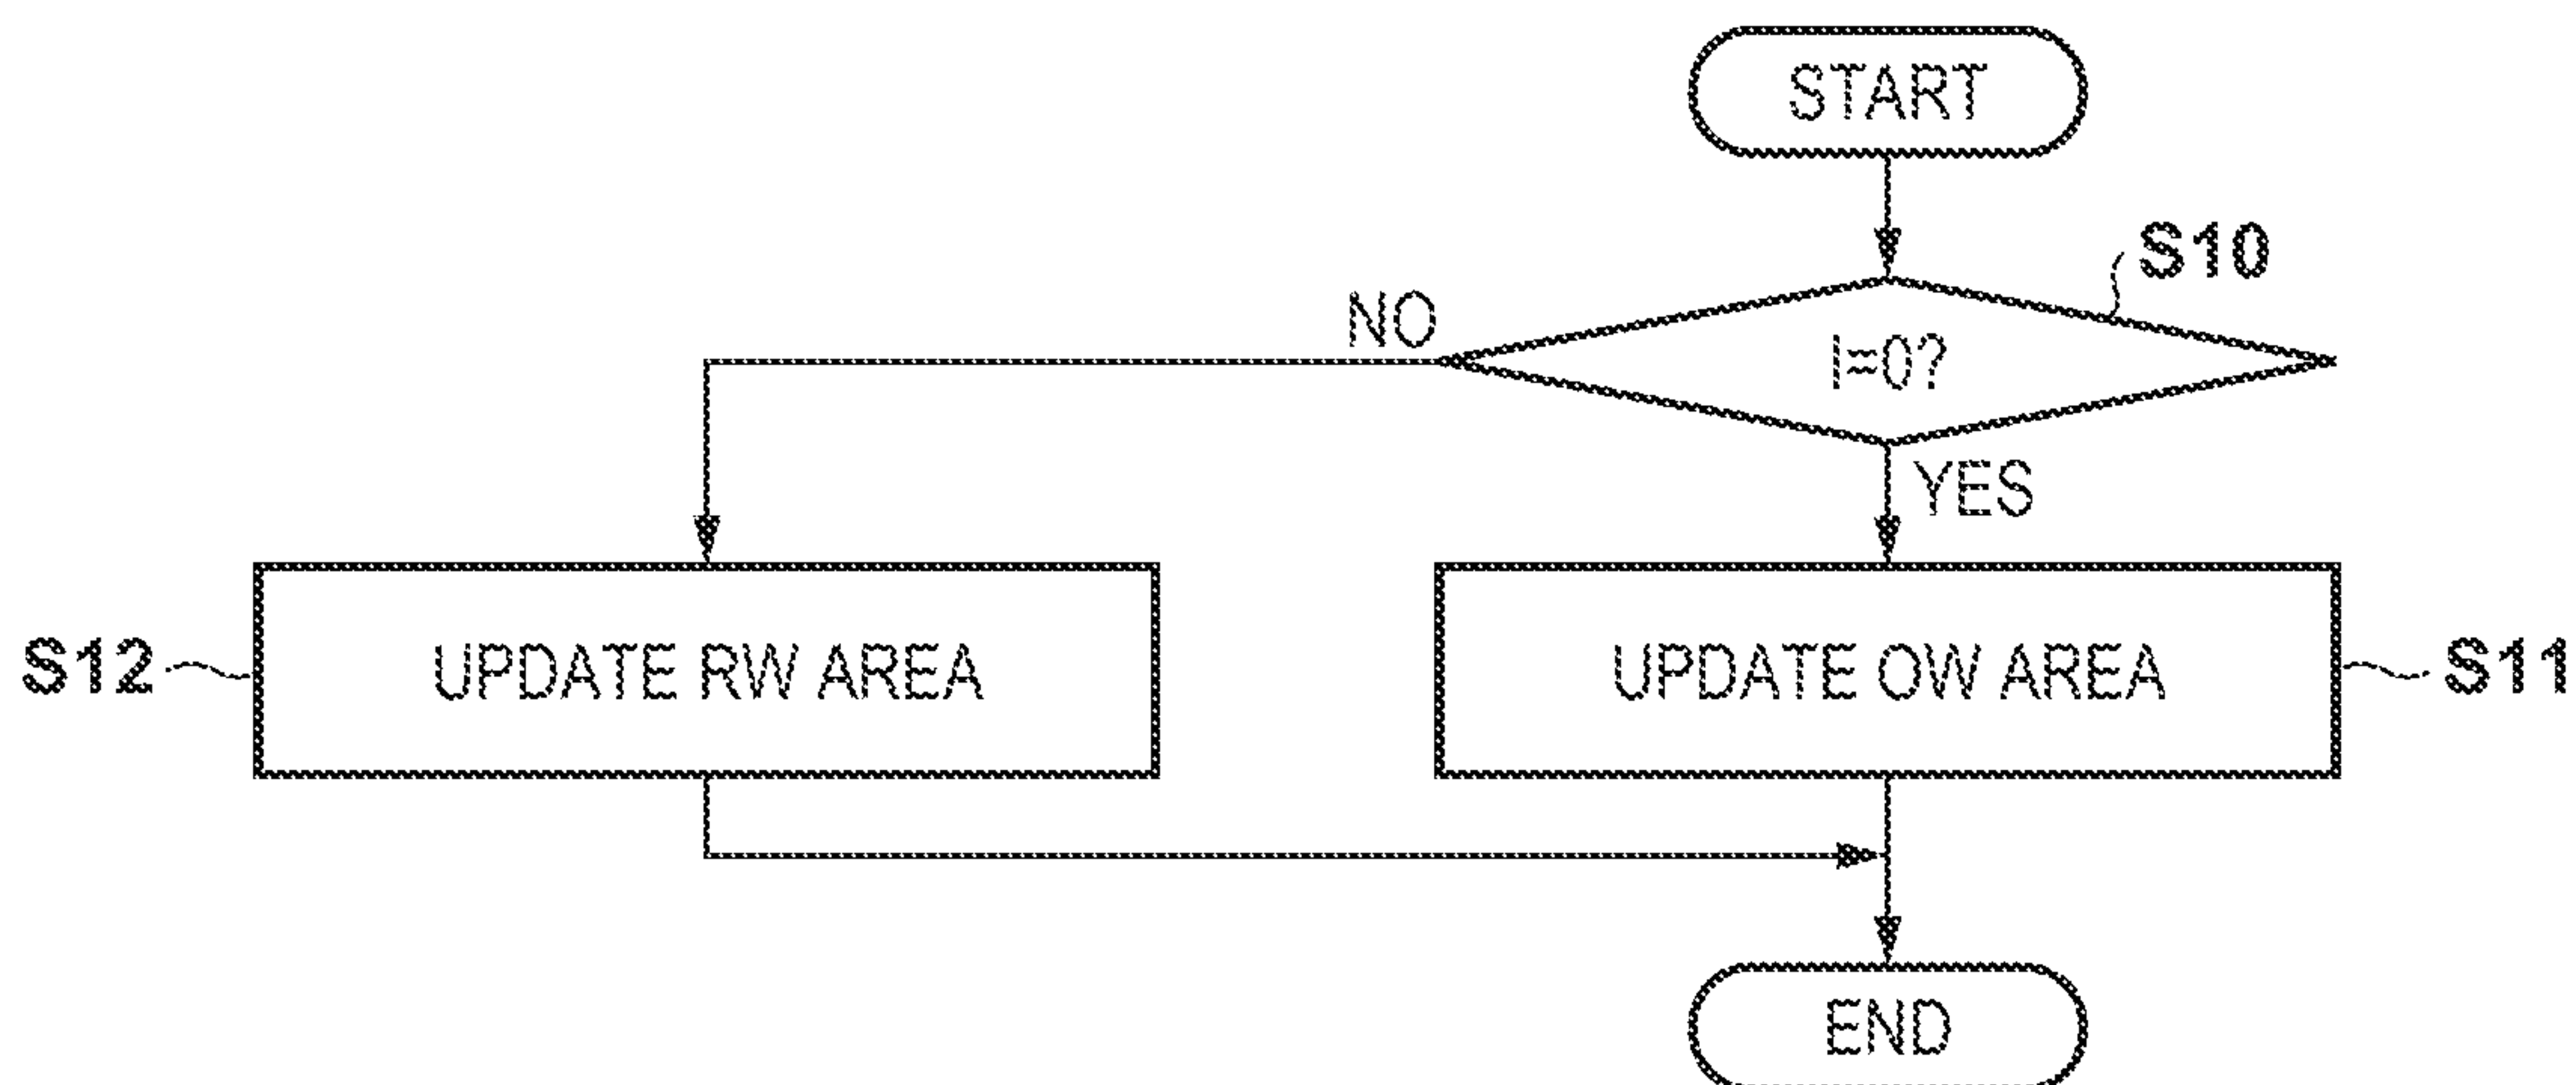 START
S10
NO
I=0?
YES
S12
UPDATE RW AREA
UPDATE OW AREA
S11
END